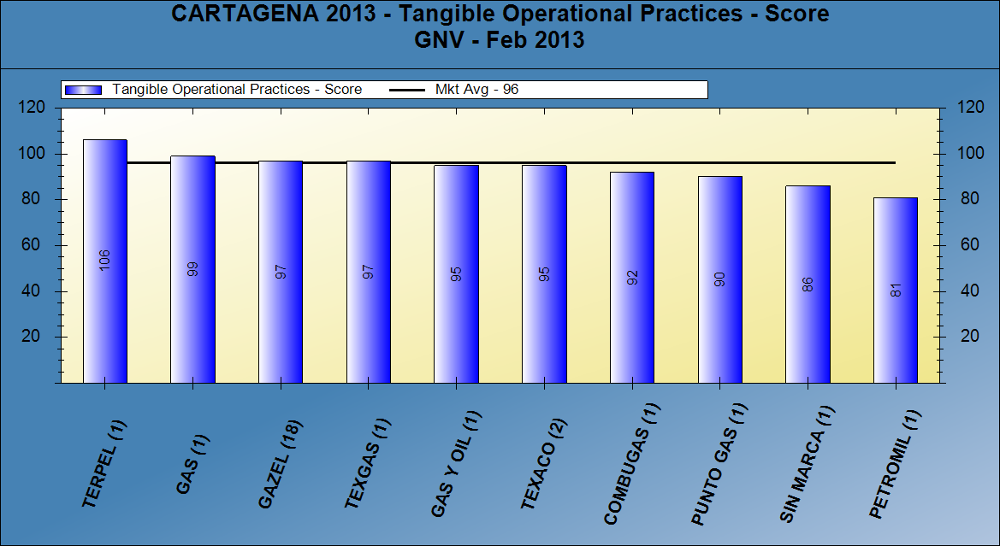 CARTAGENA 2013 - Tangible Operational Practices - Score
GNV - Feb 2013
Tangible Operational Practices - Score
Mkt Avg - 96
120
100
80
60
40
20
120
100
80
60
40
20
106
99
97
97
95
95
92
90
86
81
TERPEL (1)
GAS (1)
GAZEL (18)
TEXGAS (1)
GAS Y OIL (1)
TEXACO (2)
COMBUGAS (1)
PUNTO GAS (1)
SIN MARCA (1)
PETROMIL (1)